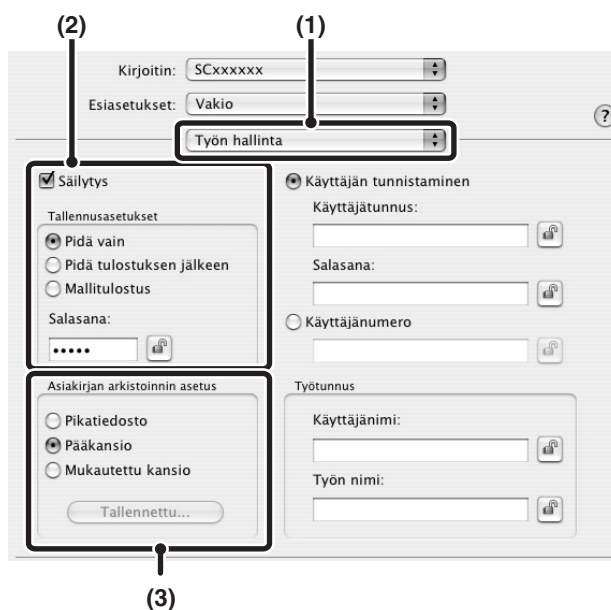 (2)
(1)
Kirjoitin: SCxxxxxx
Esiasetukset: Vakio
?
Työn hallinta
Säilytys
Tallennusasetukset
Pidä vain
Pidä tulostuksen jälkeen
Mallitulostus
Salasana:
•••••
Käyttäjän tunnistaminen
Käyttäjätunnus:
Salasana:
Käyttäjänumero
Asiakirjan arkistoinnin asetus
Pikatiedosto
Pääkansio
Mukautettu kansio
Tallennettu...
Työtunnus
Käyttäjänimi:
Työn nimi:
(3)